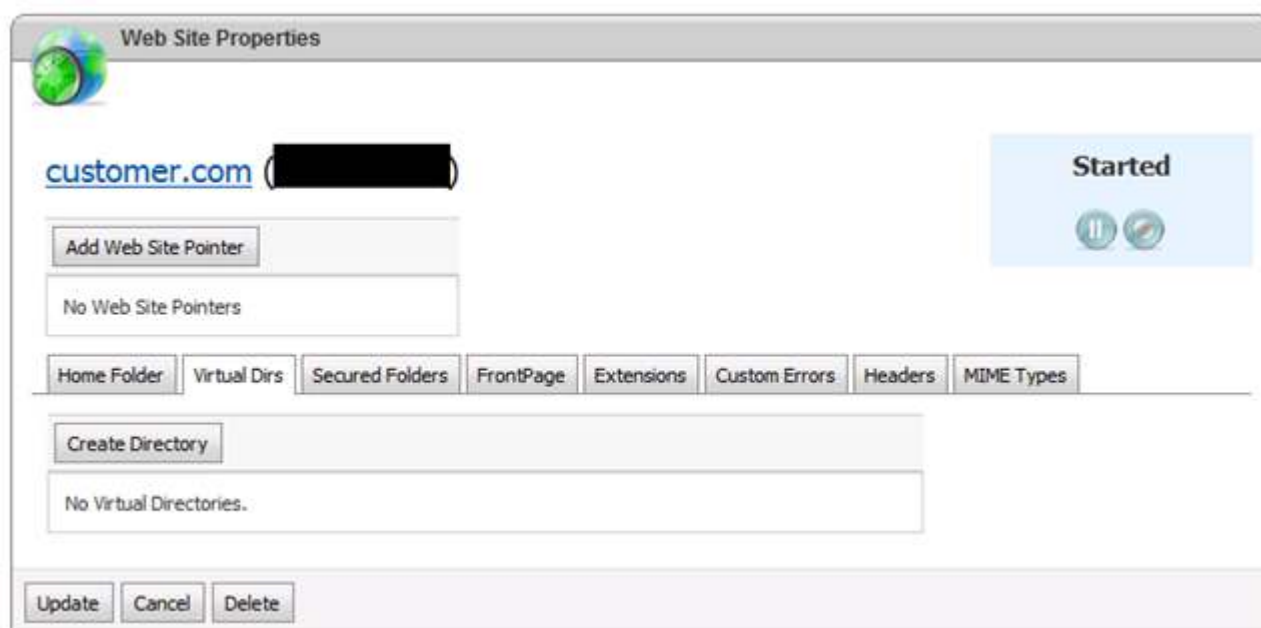 Web Site Properties
customer.com ( )
Started
Add Web Site Pointer
No Web Site Pointers
Home Folder Virtual Dirs Secured Folders FrontPage Extensions Custom Errors Headers MIME Types
Create Directory
No Virtual Directories.
Update Cancel Delete